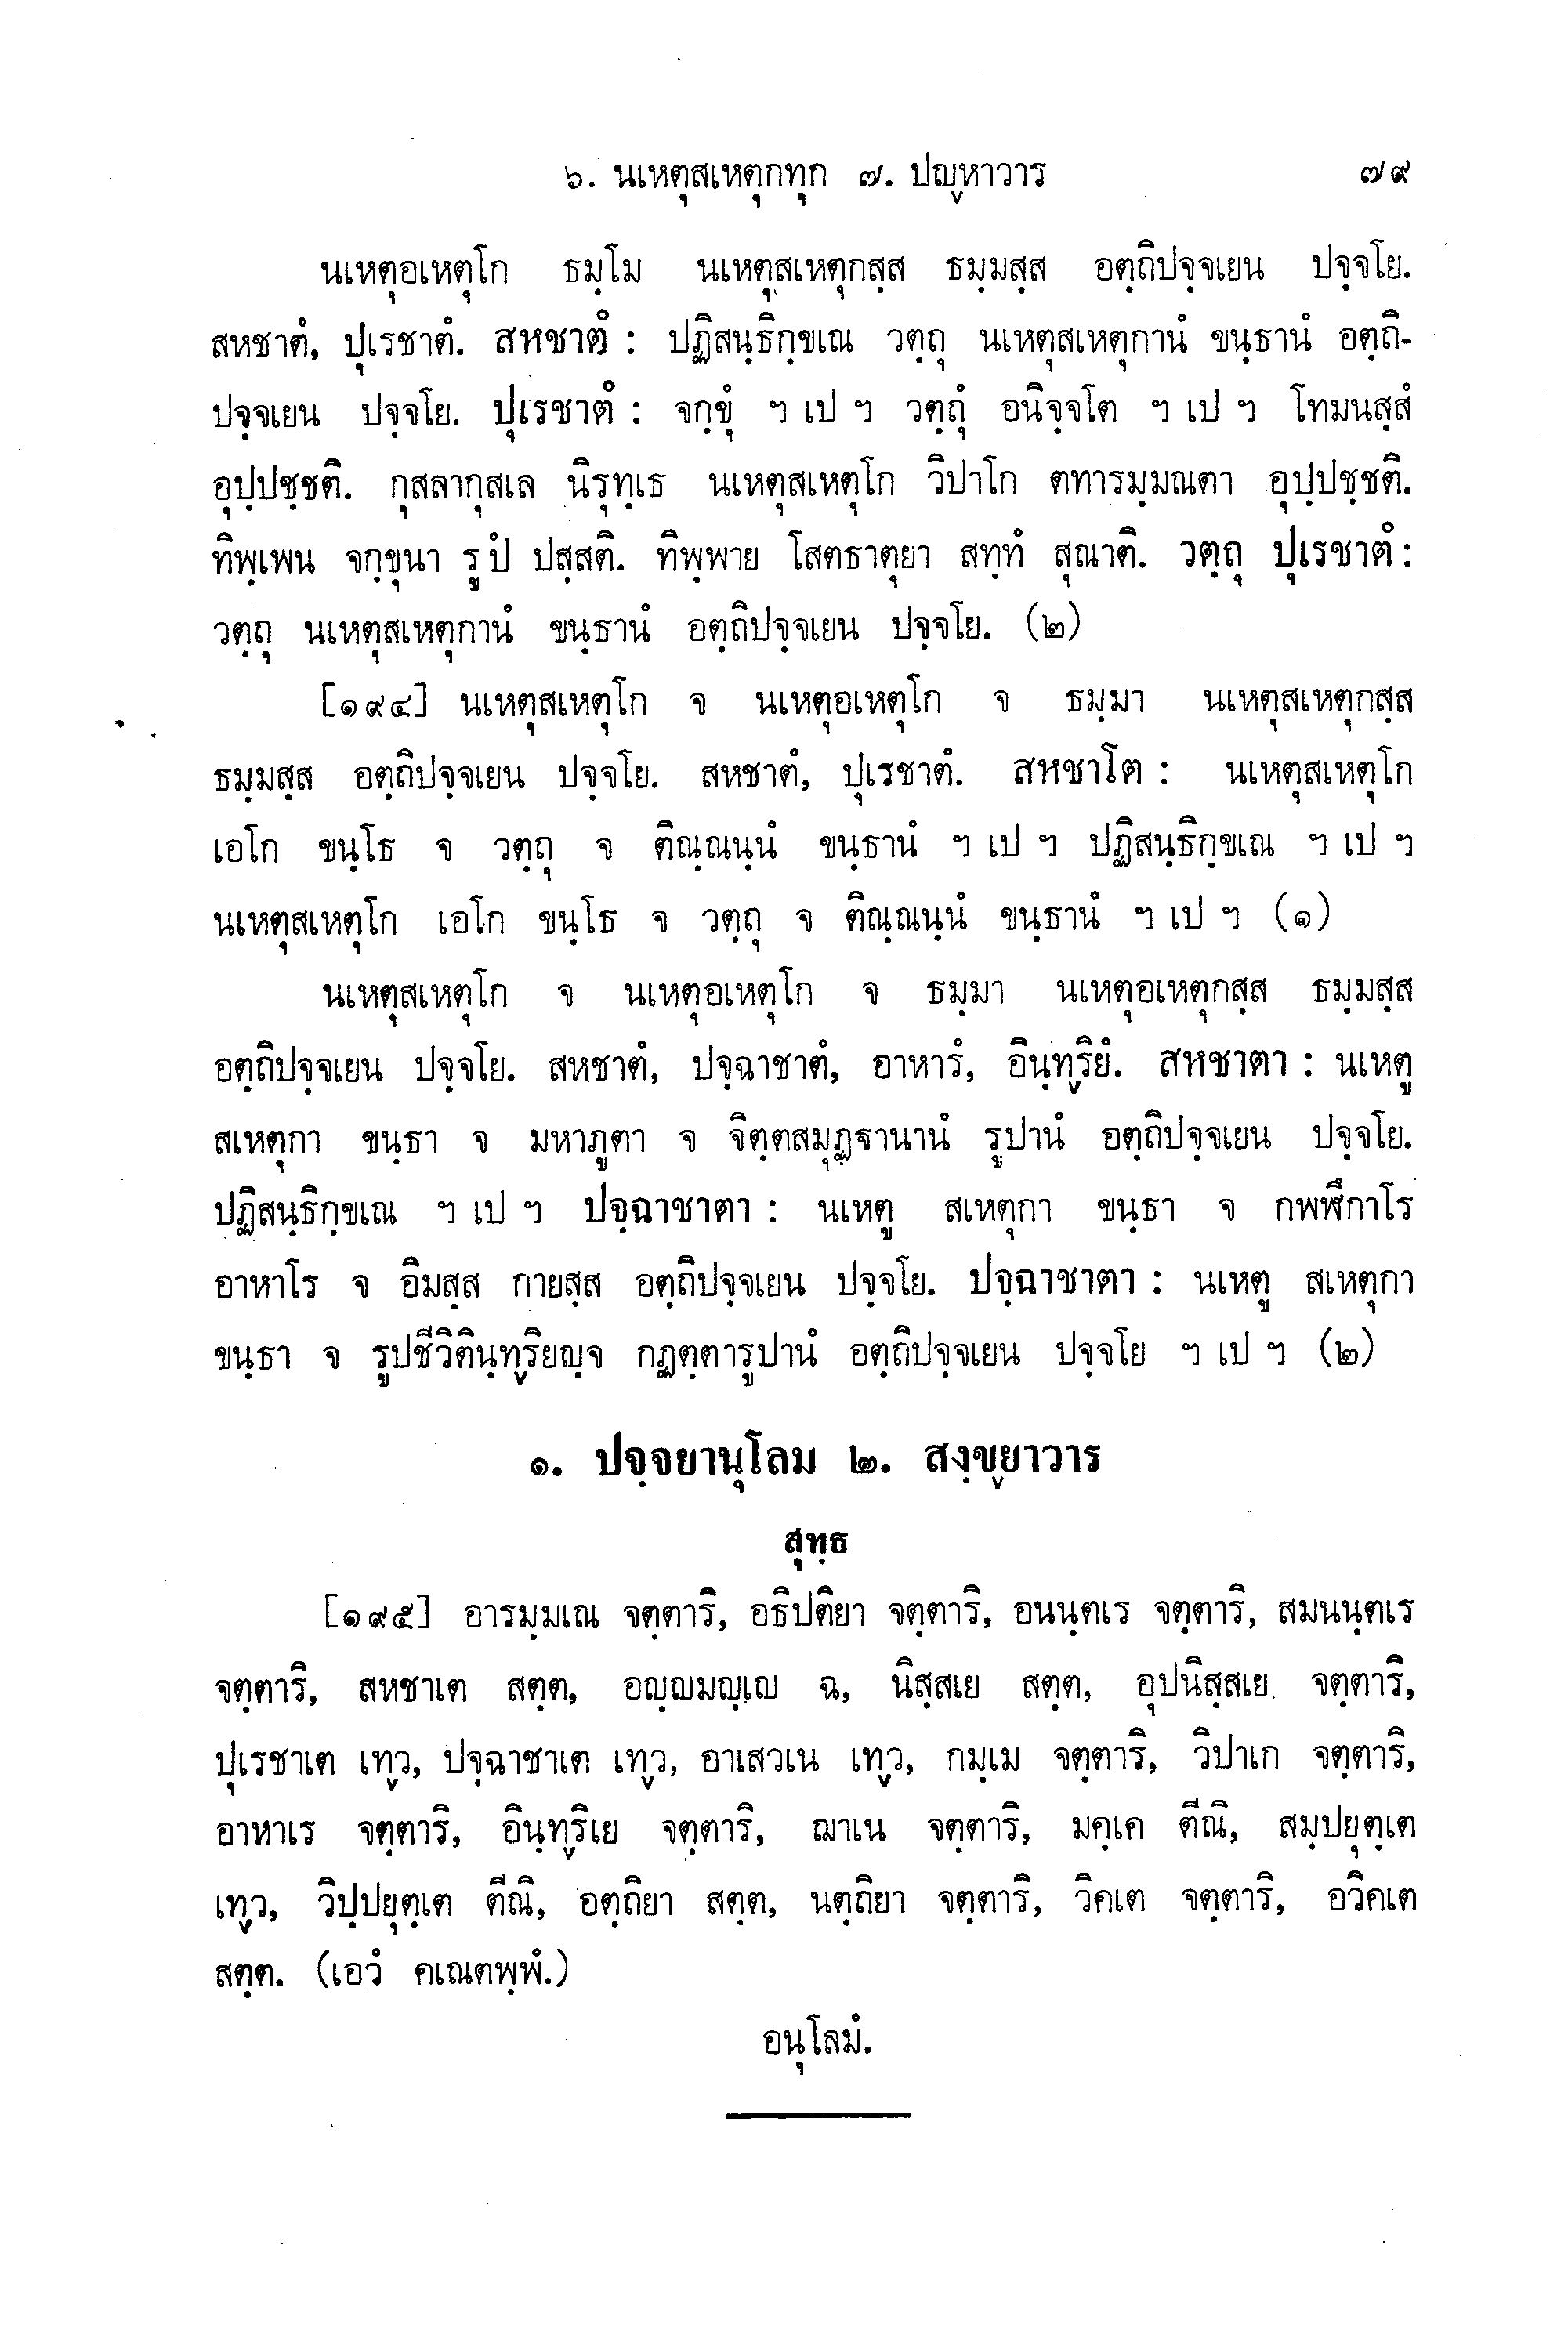 ๖. นเหตุสเหตุกทุก ๗. ปญฺหาวาร ๗๙
นเหตุอเหตุโก ธมฺโม นเหตุสเหตุกสฺส ธมฺมสฺส อตฺถิปจฺจเยน ปจฺจโย.
สหชาตํ, ปุเรชาตํ. สหชาตํ : ปฏิสนฺธิกฺขเณ วตฺถุ นเหตุสเหตุกานํ ขนฺธานํ อตฺถิ-
ปจฺจเยน ปจฺจโย. ปุเรชาตํ : จกฺขุํ ฯ เป ฯ วตฺถุํ อนิจฺจโต ฯ เป ฯ โทมนสฺสํ
อุปฺปชฺชติ. กุสลากุสเล นิรุทฺเธ นเหตุสเหตุโก วิปาโก ตทารมฺมณตา อุปฺปชฺชติ.
ทิพฺเพน จกฺขุนา รูปํ ปสฺสติ. ทิพฺพาย โสตธาตุยา สทฺทํ สุณาติ. วตฺถุ ปุเรชาตํ :
วตฺถุ นเหตุสเหตุกานํ ขนฺธานํ อตฺถิปจฺจเยน ปจฺจโย. (๒)
[๑๙๔] นเหตุสเหตุโก จ นเหตุอเหตุโก จ ธมฺมา นเหตุสเหตุกสฺส
ธมฺมสฺส อตฺถิปจฺจเยน ปจฺจโย. สหชาตํ, ปุเรชาตํ. สหชาโต : นเหตุสเหตุโก
เอโก ขนฺโธ จ วตฺถุ จ ติณฺณนฺนํ ขนฺธานํ ฯ เป ฯ ปฏิสนฺธิกฺขเณ ฯ เป ฯ
นเหตุสเหตุโก เอโก ขนฺโธ จ วตฺถุ จ ติณฺณนฺนํ ขนฺธานํ ฯ เป ฯ (๑)
นเหตุสเหตุโก จ นเหตุอเหตุโก จ ธมฺมา นเหตุอเหตุกสฺส ธมฺมสฺส
อตฺถิปจฺจเยน ปจฺจโย. สหชาตํ, ปจฺฉาชาตํ, อาหารํ, อินฺทฺริยํ. สหชาตา : นเหตู
สเหตุกา ขนฺธา จ มหาภูตา จ จิตฺตสมุฏฺฐานานํ รูปานํ อตฺถิปจฺจเยน ปจฺจโย.
ปฏิสนฺธิกฺขเณ ฯ เป ฯ ปจฺฉาชาตา : นเหตู สเหตุกา ขนฺธา จ กพฬึกาโร
อาหาโร จ อิมสฺส กายสฺส อตฺถิปจฺจเยน ปจฺจโย. ปจฺฉาชาตา : นเหตู สเหตุกา
ขนฺธา จ รูปชีวิตินฺทฺริยญฺจ กฏตฺตารูปานํ อตฺถิปจฺจเยน ปจฺจโย ฯ เป ฯ (๒)
๑. ปจฺจยานุโลม ๒. สงฺขฺยาวาร
สุทฺธ
[๑๙๕] อารมฺมเณ จตฺตาริ, อธิปติยา จตฺตาริ, อนนฺตเร จตฺตาริ, สมนนฺตเร
จตฺตาริ, สหชาเต สตฺต, อญฺญมญฺเญ ฉ, นิสฺสเย สตฺต, อุปนิสฺสเย จตฺตาริ,
ปุเรชาเต เทฺว, ปจฺฉาชาเต เทฺว, อาเสวเน เทฺว, กมฺเม จตฺตาริ, วิปาเก จตฺตาริ,
อาหาเร จตฺตาริ, อินฺทฺริเย จตฺตาริ, ฌาเน จตฺตาริ, มคฺเค ตีณิ, สมฺปยุตฺเต
เทฺว, วิปฺปยุตฺเต ตีณิ, อตฺถิยา สตฺต, นตฺถิยา จตฺตาริ, วิคเต จตฺตาริ, อวิคเต
สตฺต. (เอวํ คเณตพฺพํ.)
อนุโลมํ.